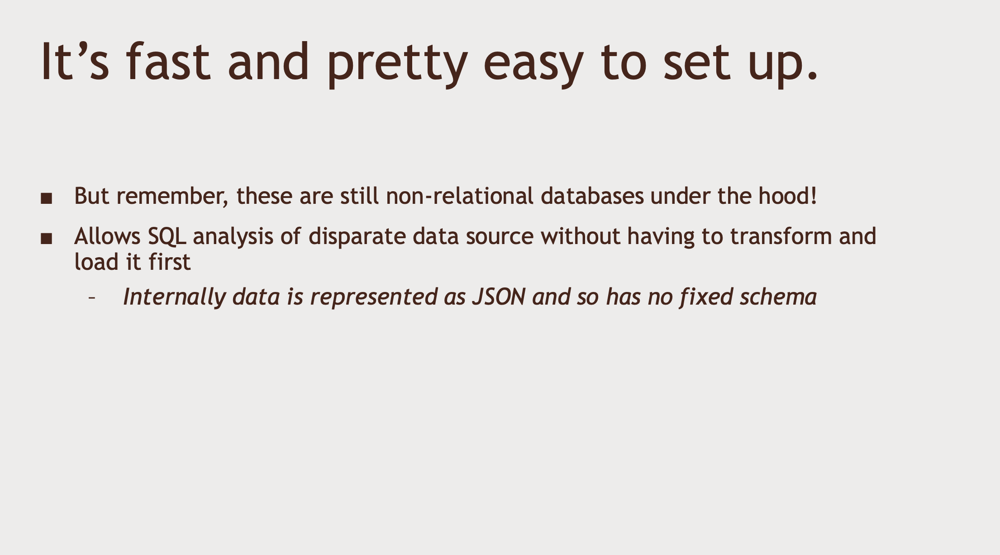 It’s fast and pretty easy to set up.
■ But remember, these are still non-relational databases under the hood!
■ Allows SQL analysis of disparate data source without having to transform and
load it first
– Internally data is represented as JSON and so has no fixed schema